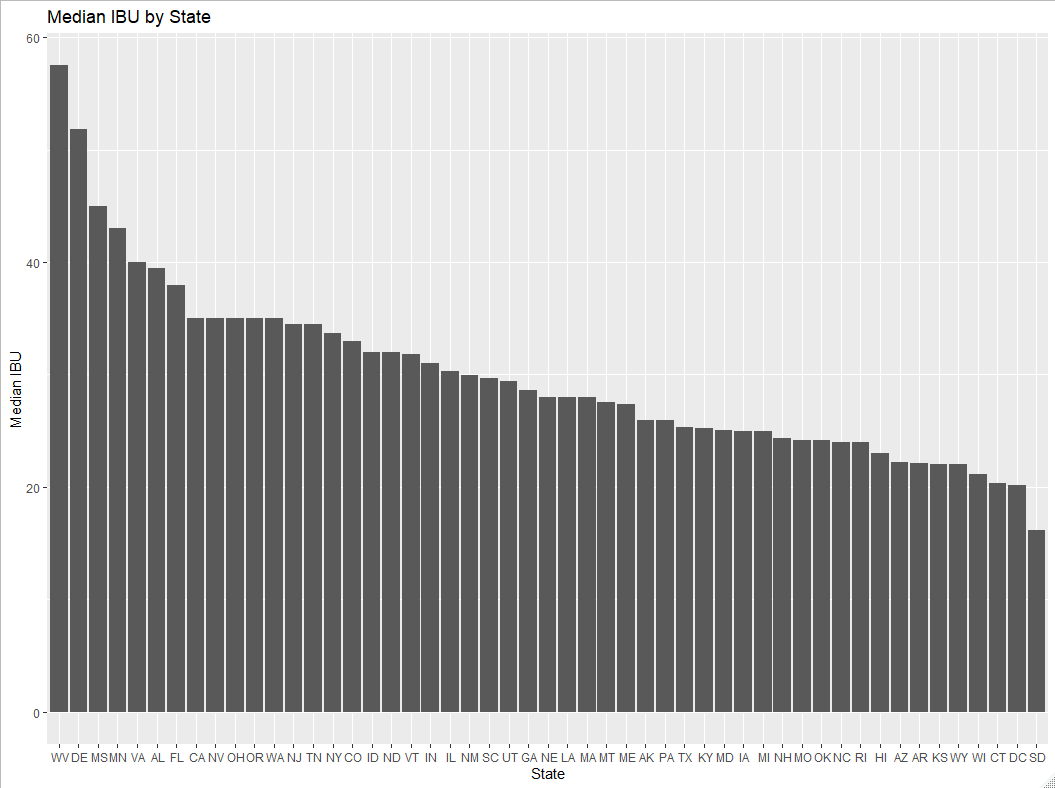 Median IBU by State
60
40
20
0
Median IBU
WV DE MS MN VA AL FL CA NV OH OR WA NJ TN NY CO ID ND VT IN IL NM SC UT GA NE LA MA MT ME AK PA TX KY MD IA MI NH MO OK NC RI HI AZ AR KS WY WI CT DC SD
State